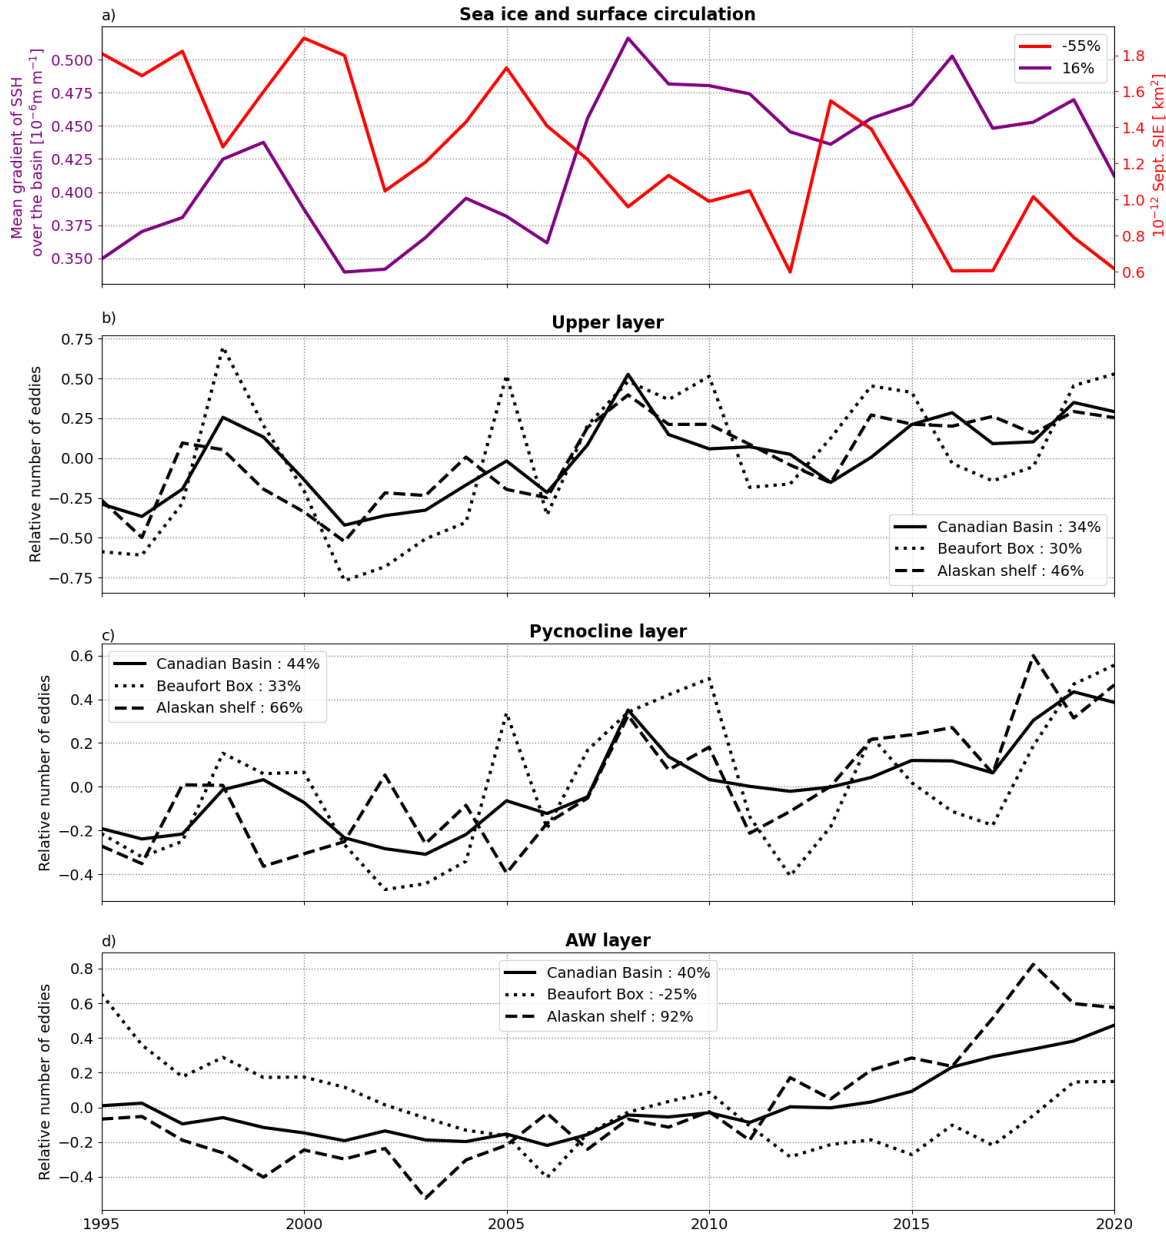 a)
Sea ice and surface circulation
Mean gradient of SSH
over the basin [10⁻⁶m m⁻¹]
0.500
0.475
0.450
0.425
0.400
0.375
0.350
-55%
16%
1.8
1.6
1.4
1.2
1.0
0.8
0.6
10⁻¹² Sept. SIE [ km²]
b)
Upper layer
Relative number of eddies
0.75
0.50
0.25
0.00
−0.25
−0.50
−0.75
Canadian Basin : 34%
Beaufort Box : 30%
Alaskan shelf : 46%
c)
Pycnocline layer
Relative number of eddies
0.6
0.4
0.2
0.0
−0.2
−0.4
Canadian Basin : 44%
Beaufort Box : 33%
Alaskan shelf : 66%
d)
AW layer
Relative number of eddies
0.8
0.6
0.4
0.2
0.0
−0.2
−0.4
Canadian Basin : 40%
Beaufort Box : -25%
Alaskan shelf : 92%
1995 2000 2005 2010 2015 2020